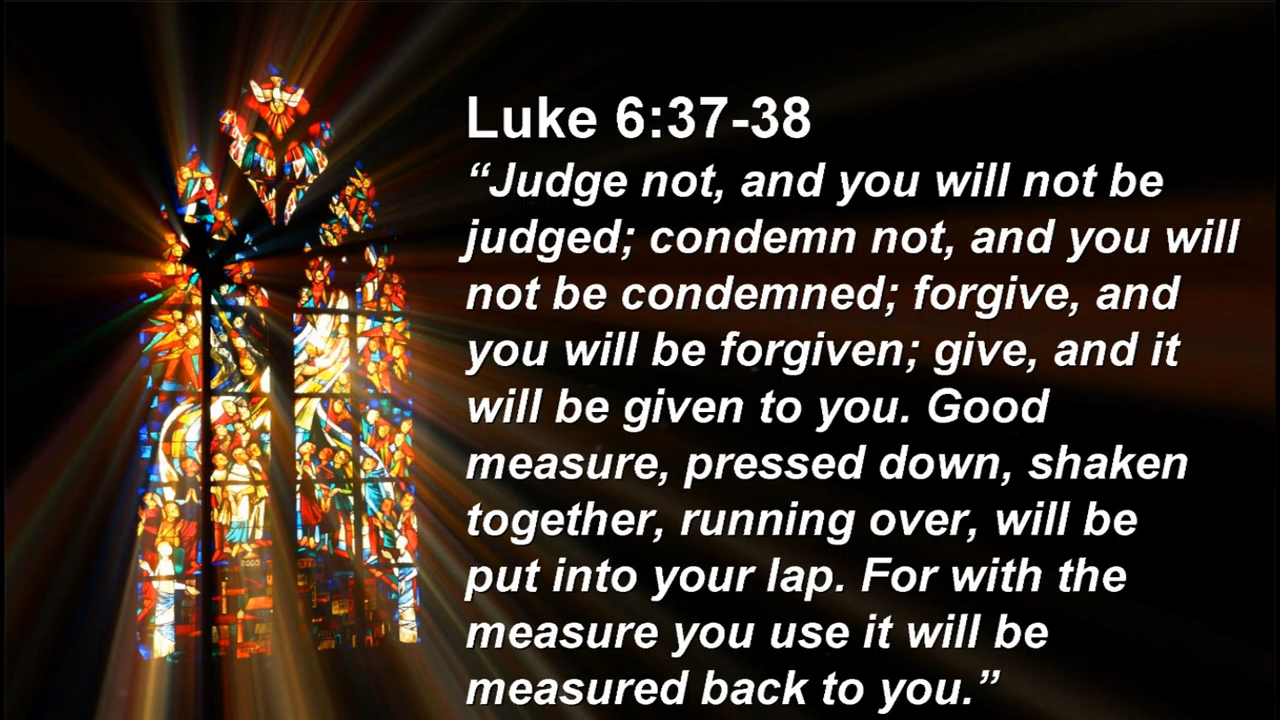 Luke 6:37-38
“Judge not, and you will not be
judged; condemn not, and you will
not be condemned; forgive, and
you will be forgiven; give, and it
will be given to you. Good
measure, pressed down, shaken
together, running over, will be
put into your lap. For with the
measure you use it will be
measured back to you.”